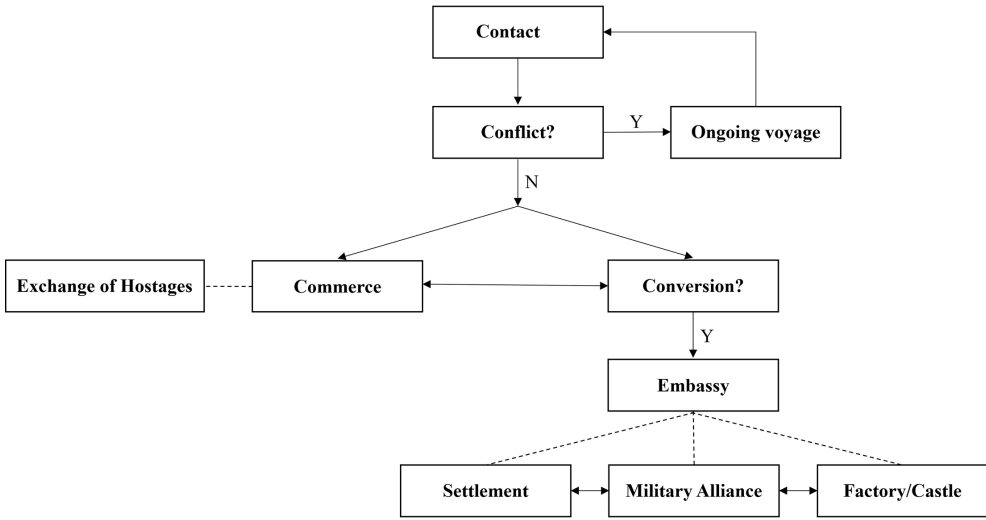 Contact
Conflict?
Y
Ongoing voyage
N
Exchange of Hostages
Commerce
Conversion?
Y
Embassy
Settlement
Military Alliance
Factory/Castle